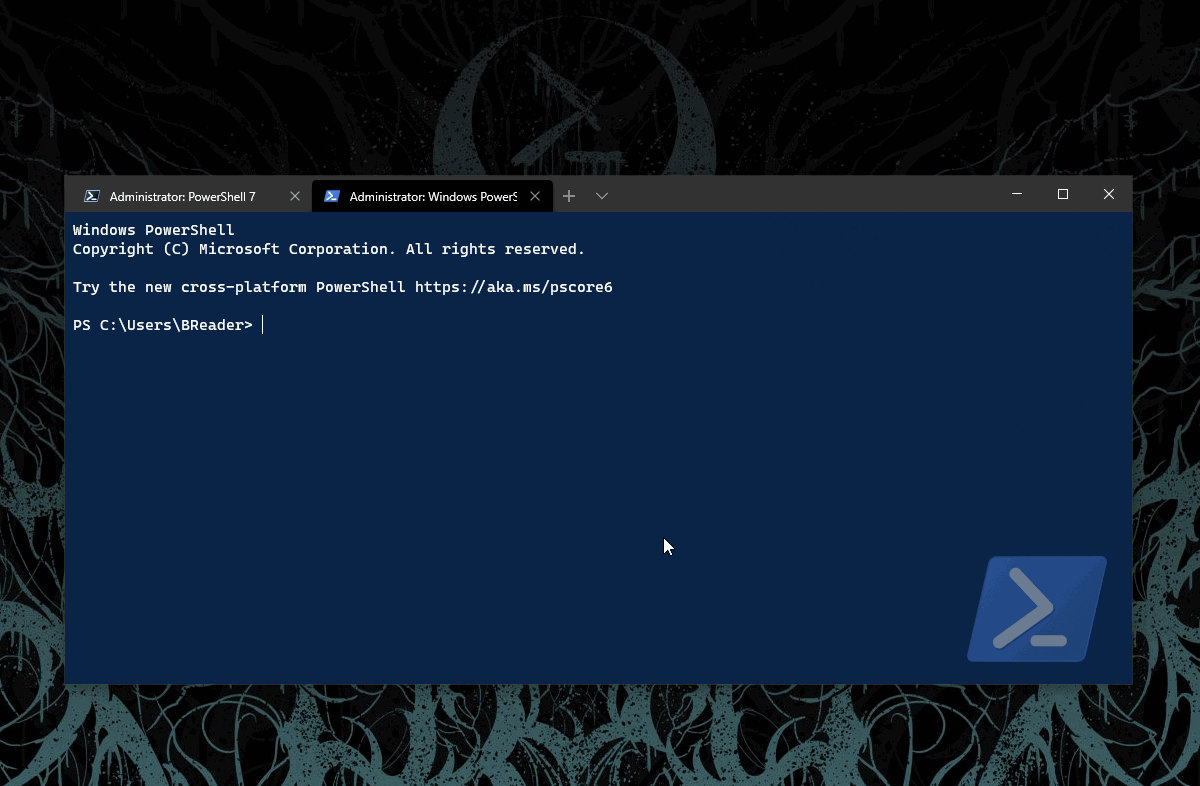 Administrator: PowerShell 7
Administrator: Windows PowerS
Windows PowerShell
Copyright (C) Microsoft Corporation. All rights reserved.
Try the new cross-platform PowerShell https://aka.ms/pscore6
PS C:\Users\BReader>